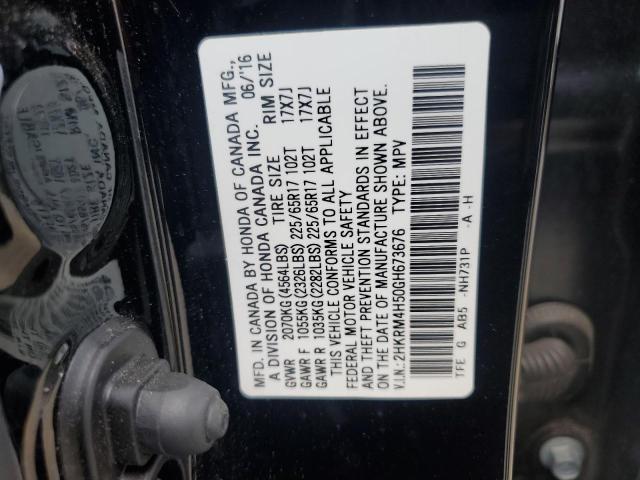 MFD. IN CANADA BY HONDA OF CANADA MFG.,
A DIVISION OF HONDA CANADA INC. 06/'16
GVWR 2070KG(4564LBS) TIRE SIZE RIM SIZE
GAWR F 1055KG(2326LBS)225/65R17 102T 17X7J
GAWR R 1035KG(2282LBS)225/65R17 102T 17X7J
THIS VEHICLE CONFORMS TO ALL APPLICABLE
FEDERAL MOTOR VEHICLE SAFETY
AND THEFT PREVENTION STANDARDS IN EFFECT
ON THE DATE OF MANUFACTURE SHOWN ABOVE.
V.I.N.: 2HKRM4H50GH673676 TYPE: MPV
TFE G AB5 -NH731P -A -H